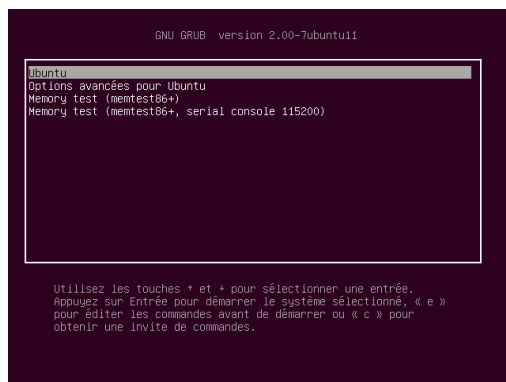 GNU GRUB  version 2.00-7ubuntu11
Ubuntu
Options avancées pour Ubuntu
Memory test (memtest86+)
Memory test (memtest86+, serial console 115200)
Utilisez les touches ↑ et ↓ pour sélectionner une entrée.
Appuyez sur Entrée pour démarrer le système sélectionné, « e »
pour éditer les commandes avant de démarrer ou « c » pour
obtenir une invite de commandes.